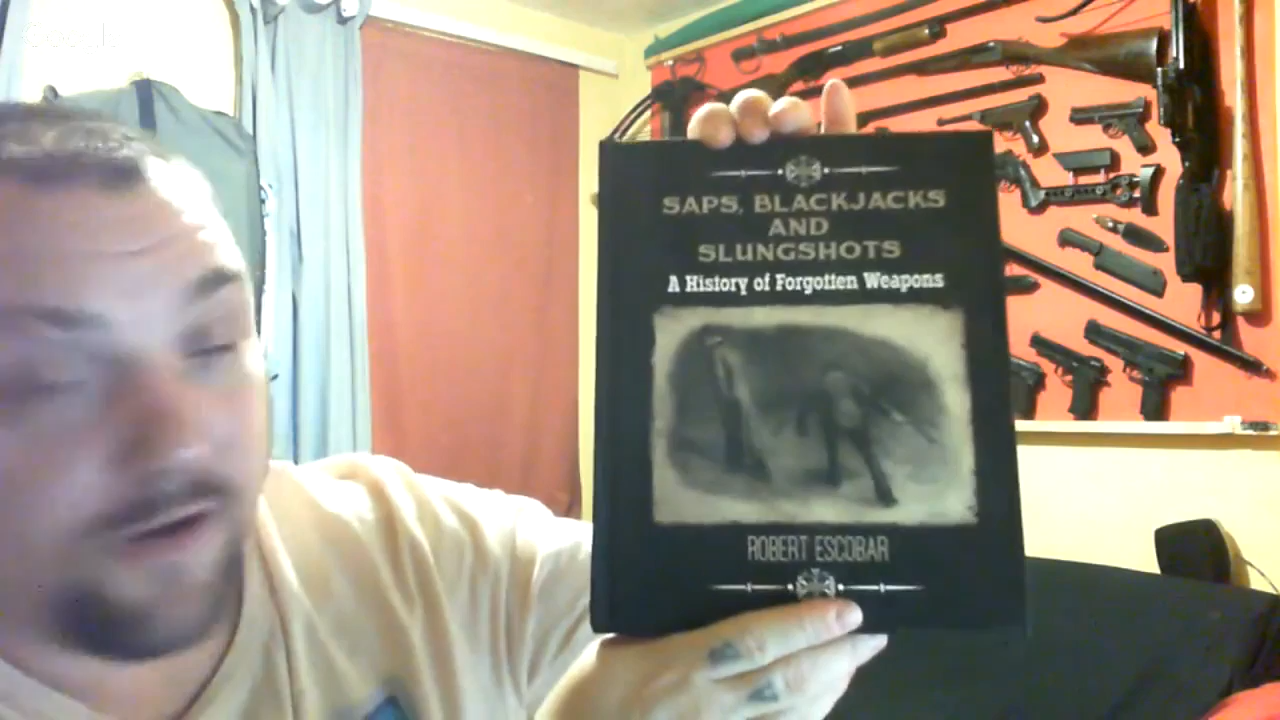 SAPS, BLACKJACKS
AND
SLUNGSHOTS
A History of Forgotten Weapons
ROBERT ESCOBAR